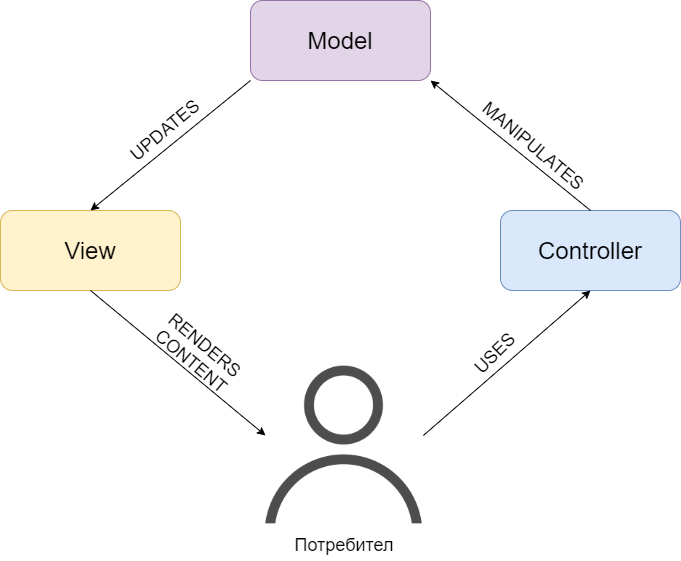 Model
UPDATES
MANIPULATES
View
Controller
RENDERS
CONTENT
USES
Потребител